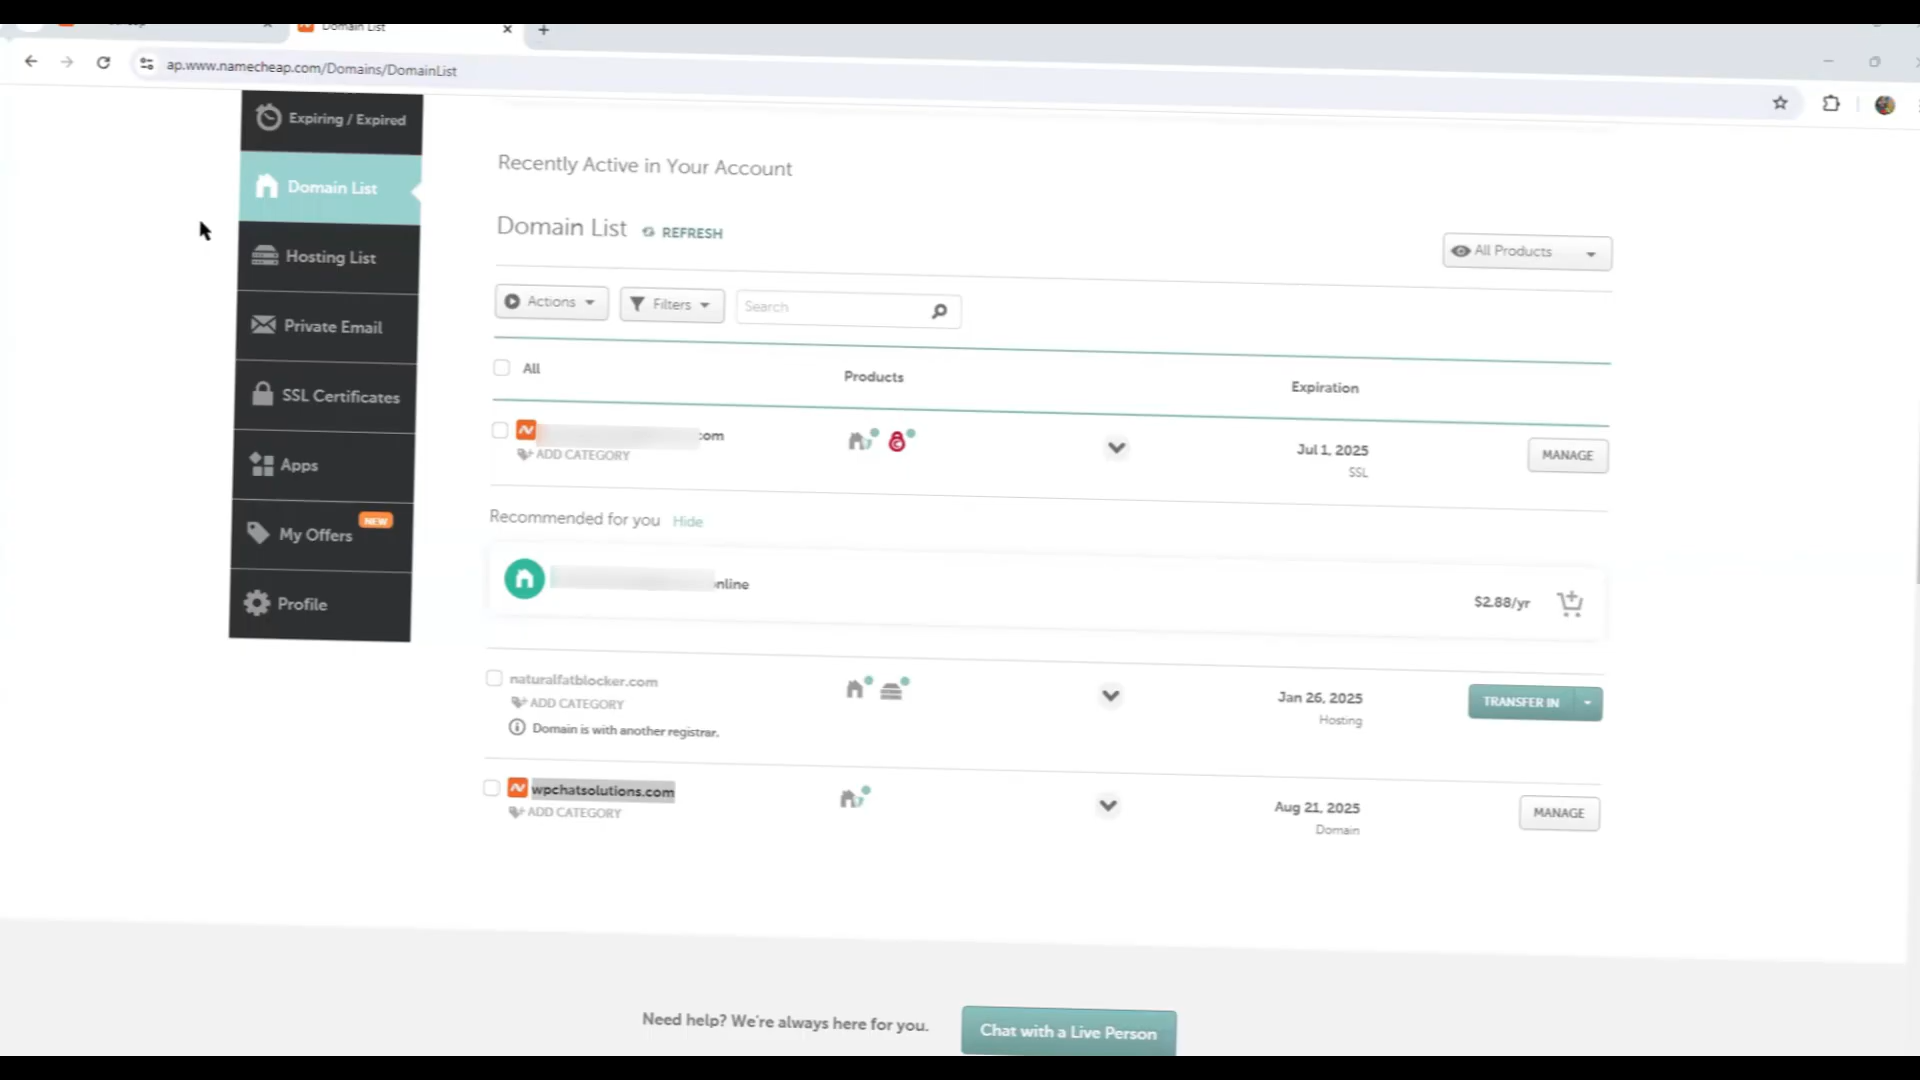 Domain List
ap.www.namecheap.com/Domains/DomainList
Expiring / Expired
Domain List
Hosting List
Private Email
SSL Certificates
Apps
My Offers
NEW
Profile
Recently Active in Your Account
Domain List
REFRESH
All Products
Actions
Filters
Search
All
Products
Expiration
com
ADD CATEGORY
Jul 1, 2025
SSL
MANAGE
Recommended for you Hide
nline
$2.88/yr
naturalfatblocker.com
ADD CATEGORY
Domain is with another registrar.
Jan 26, 2025
Hosting
TRANSFER IN
wpchatsolutions.com
ADD CATEGORY
Aug 21, 2025
Domain
MANAGE
Need help? We're always here for you.
Chat with a Live Person